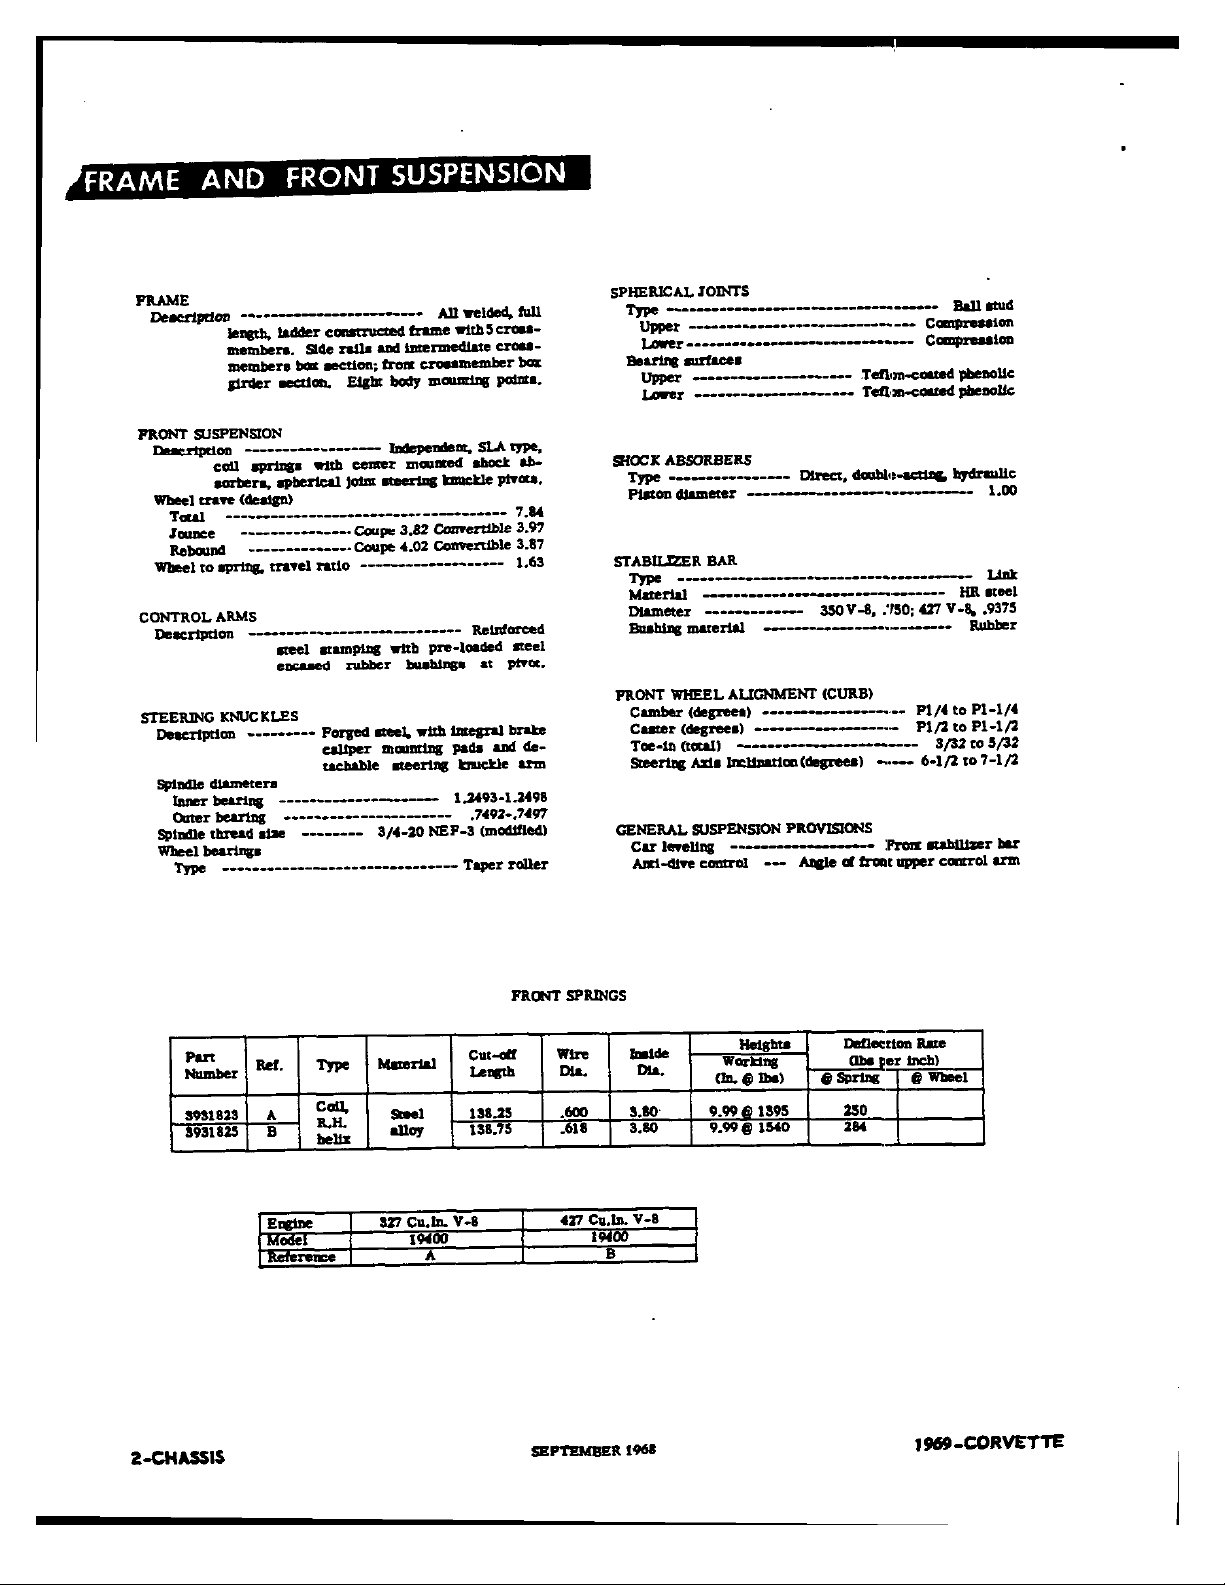 FRAME AND FRONT SUSPENSION
FRAME
Description ------------------------ All welded, full
length, ladder constructed frame with 5 cross-
members. Side rails and intermediate cross-
members box section; front crossmember box
girder section. Eight body mounting points.
FRONT SUSPENSION
Description ------------------ Independent, SLA type,
coil springs with center mounted shock ab-
sorbers, spherical joint steering knuckle pivots.
Wheel trave (design)
Total ------------------------------------- 7.84
Jounce --------------- Coupe 3.82 Convertible 3.97
Rebound -------------- Coupe 4.02 Convertible 3.87
Wheel to spring, travel ratio ------------------- 1.63
CONTROL ARMS
Description ---------------------------- Reinforced
steel stamping with pre-loaded steel
encased rubber bushings at pivot.
STEERING KNUCKLES
Description --------- Forged steel, with integral brake
caliper mounting pads and de-
tachable steering knuckle arm
Spindle diameters
Inner bearing --------------------- 1.2493-1.2498
Outer bearing ---------------------- .7492-.7497
Spindle thread size -------- 3/4-20 NEF-3 (modified)
Wheel bearings
Type ------------------------------- Taper roller
SPHERICAL JOINTS
Type ------------------------------------ Ball stud
Upper ------------------------------ Compression
Lower ------------------------------ Compression
Bearing surfaces
Upper --------------------- Teflon-coated phenolic
Lower --------------------- Teflon-coated phenolic
SHOCK ABSORBERS
Type ---------------- Direct, double-acting, hydraulic
Piston diameter ------------------------------ 1.00
STABILIZER BAR
Type --------------------------------------- Link
Material -------------------------------- HR steel
Diameter ------------- 350 V-8, .750; 427 V-8, .9375
Bushing material ------------------------- Rubber
FRONT WHEEL ALIGNMENT (CURB)
Camber (degrees) ------------------- P1/4 to P1-1/4
Caster (degrees) ------------------- P1/2 to P1-1/2
Toe-in (total) ------------------------ 3/32 to 5/32
Steering Axis Inclination (degrees) ----- 6-1/2 to 7-1/2
GENERAL SUSPENSION PROVISIONS
Car leveling ------------------- Front stabilizer bar
Anti-dive control --- Angle of front upper control arm
FRONT SPRINGS
Part Number Ref. Type Material Cut-off Length Wire Dia. Inside Dia. Heights Working (In. @ lbs) Deflection Rate (lbs per inch) @ Spring @ Wheel
3931823 A Coil, R.H. helix Steel alloy 138.25 .600 3.80 9.99 @ 1395 250
3931825 B 138.75 .618 3.80 9.99 @ 1540 284
Engine 327 Cu.In. V-8 427 Cu.In. V-8
Model 19400 19400
Reference A B
2-CHASSIS SEPTEMBER 1968 1969-CORVETTE